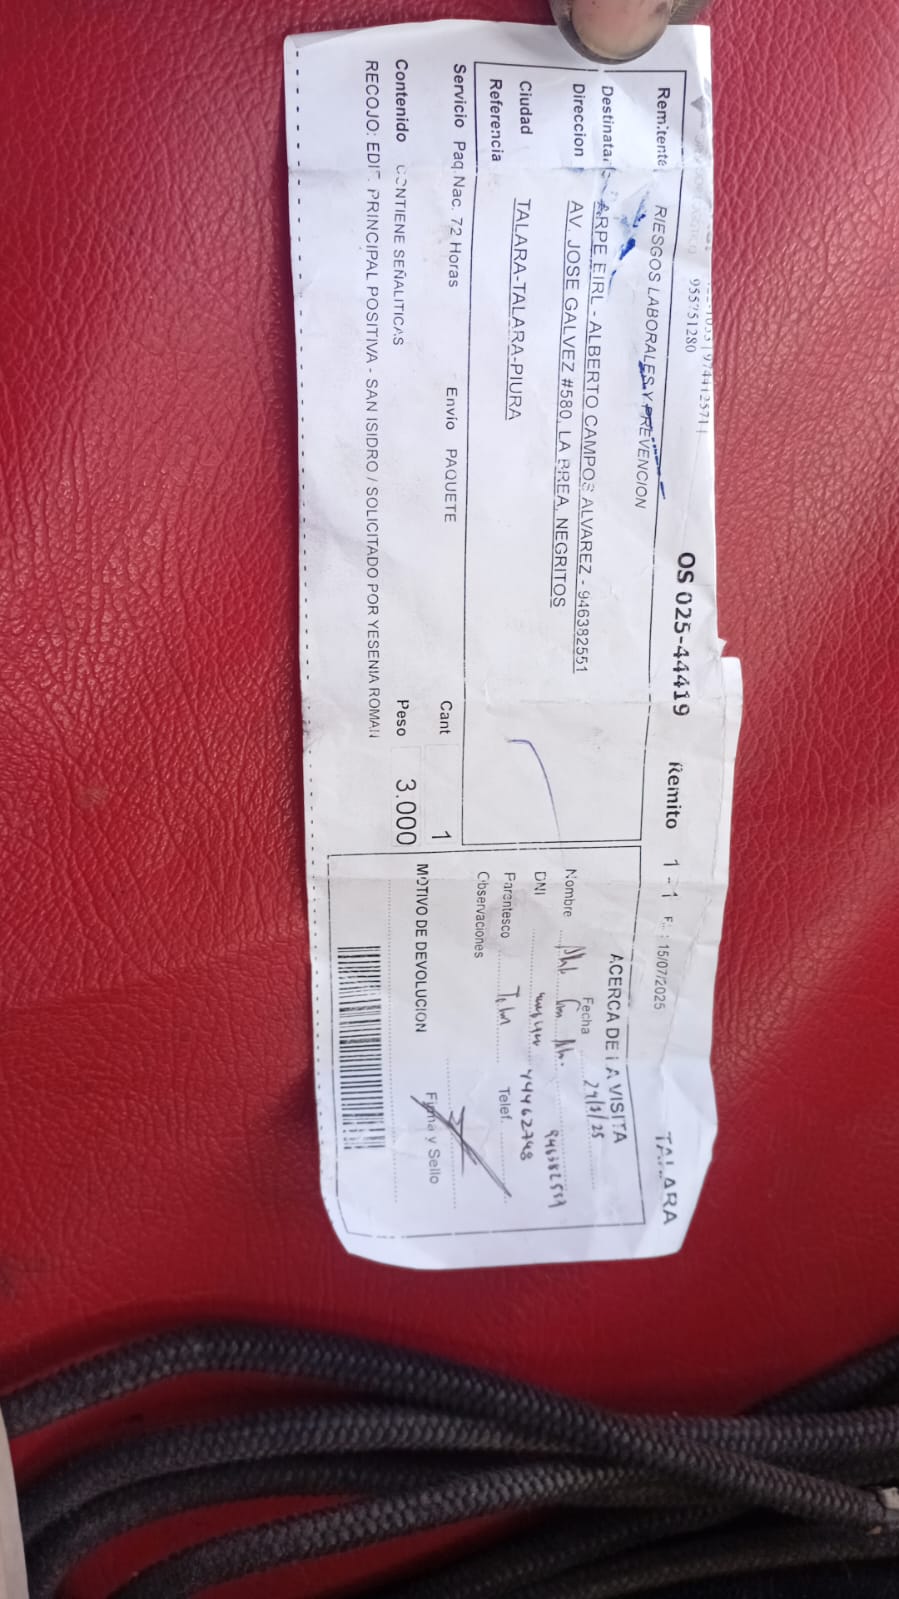 974412571
955751280
OS 025-44419 Remito 1 - 1 15/07/2025 TALARA
Remitente RIESGOS LABORALES Y PREVENCION
Destinatario ARPE EIRL - ALBERTO CAMPOS ALVAREZ - 946382551
Direccion AV. JOSE GALVEZ #580, LA BREA, NEGRITOS
Ciudad TALARA-TALARA-PIURA
Referencia
Servicio Paq.Nac. 72 Horas Envio PAQUETE Cant 1
Contenido CONTIENE SEÑALITICAS Peso 3.000
RECOJO: EDIF. PRINCIPAL POSITIVA - SAN ISIDRO / SOLICITADO POR YESENIA ROMAN
ACERCA DE LA VISITA
Fecha
Nombre
DNI 44462748
Parentesco Telef.
Observaciones
MOTIVO DE DEVOLUCION
Firma y Sello